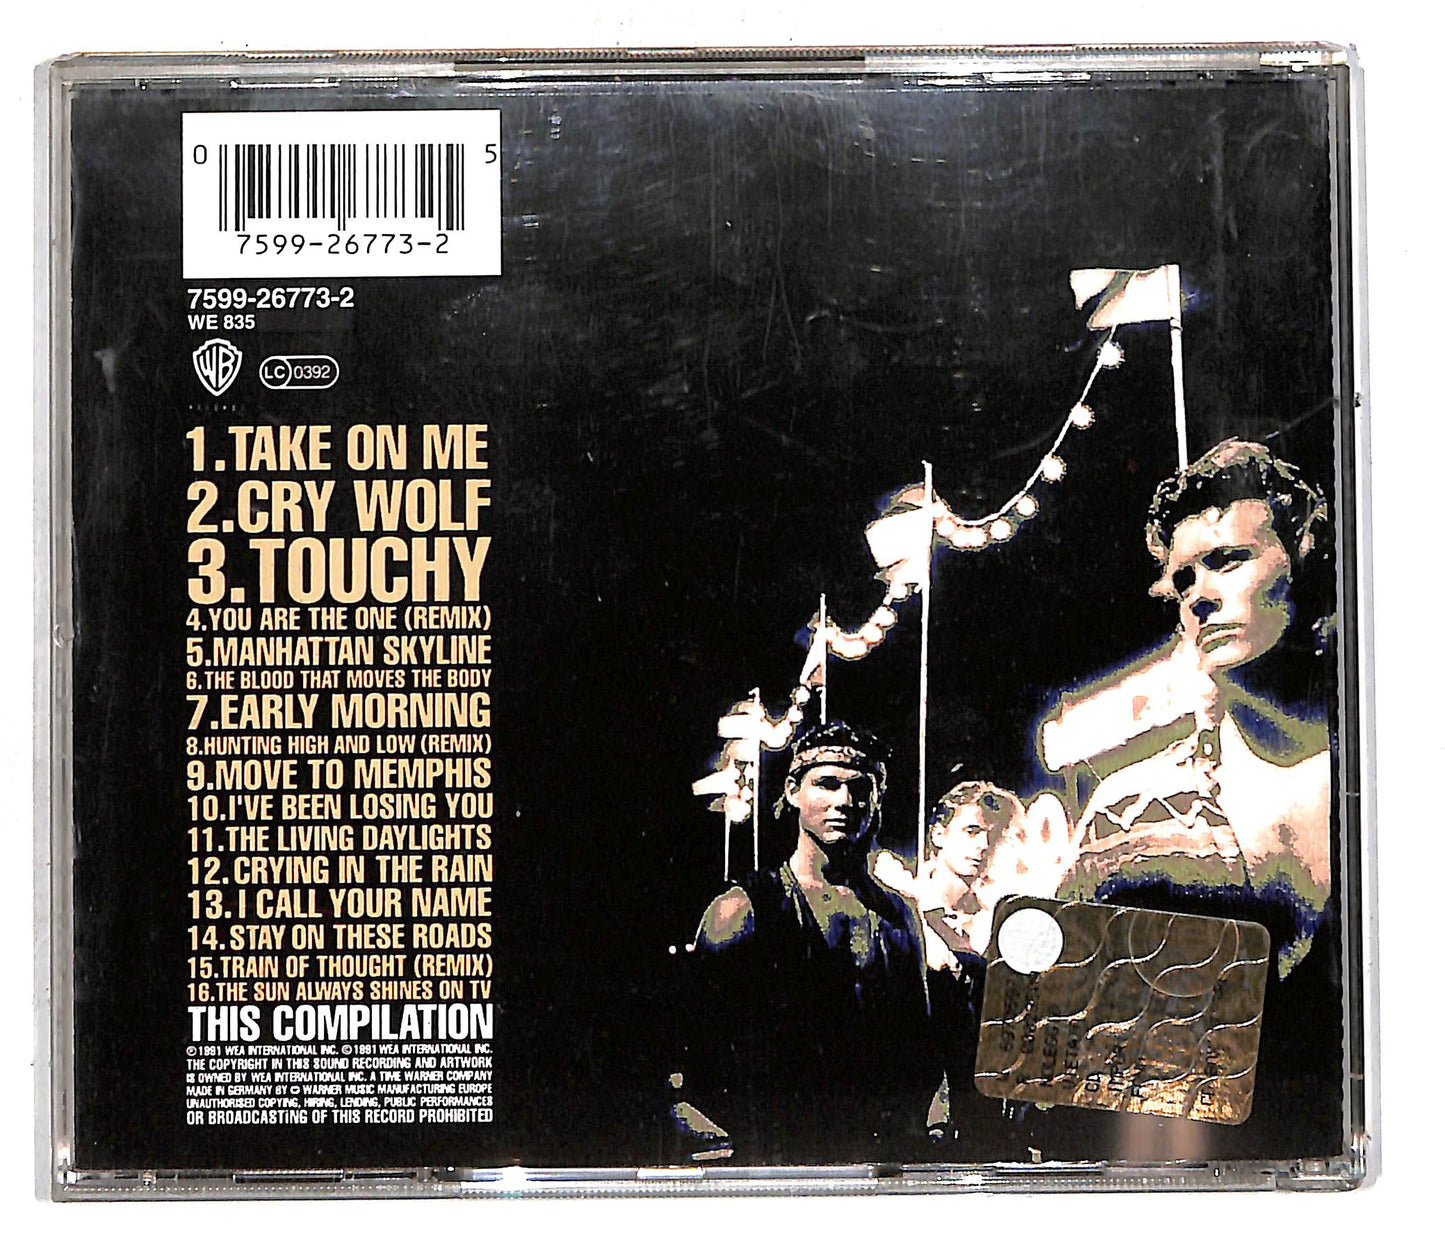 0 5
7599-26773-2
7599-26773-2
WE 835
WB
LC 0392
1.TAKE ON ME
2.CRY WOLF
3.TOUCHY
4.YOU ARE THE ONE (REMIX)
5.MANHATTAN SKYLINE
6.THE BLOOD THAT MOVES THE BODY
7.EARLY MORNING
8.HUNTING HIGH AND LOW (REMIX)
9.MOVE TO MEMPHIS
10.I'VE BEEN LOSING YOU
11.THE LIVING DAYLIGHTS
12.CRYING IN THE RAIN
13.I CALL YOUR NAME
14.STAY ON THESE ROADS
15.TRAIN OF THOUGHT (REMIX)
16.THE SUN ALWAYS SHINES ON TV
THIS COMPILATION
℗1991 WEA INTERNATIONAL INC. ©1991 WEA INTERNATIONAL INC.
THE COPYRIGHT IN THIS SOUND RECORDING AND ARTWORK
IS OWNED BY WEA INTERNATIONAL INC. A TIME WARNER COMPANY
MADE IN GERMANY BY WARNER MUSIC MANUFACTURING EUROPE
UNAUTHORISED COPYING, HIRING, LENDING, PUBLIC PERFORMANCES
OR BROADCASTING OF THIS RECORD PROHIBITED